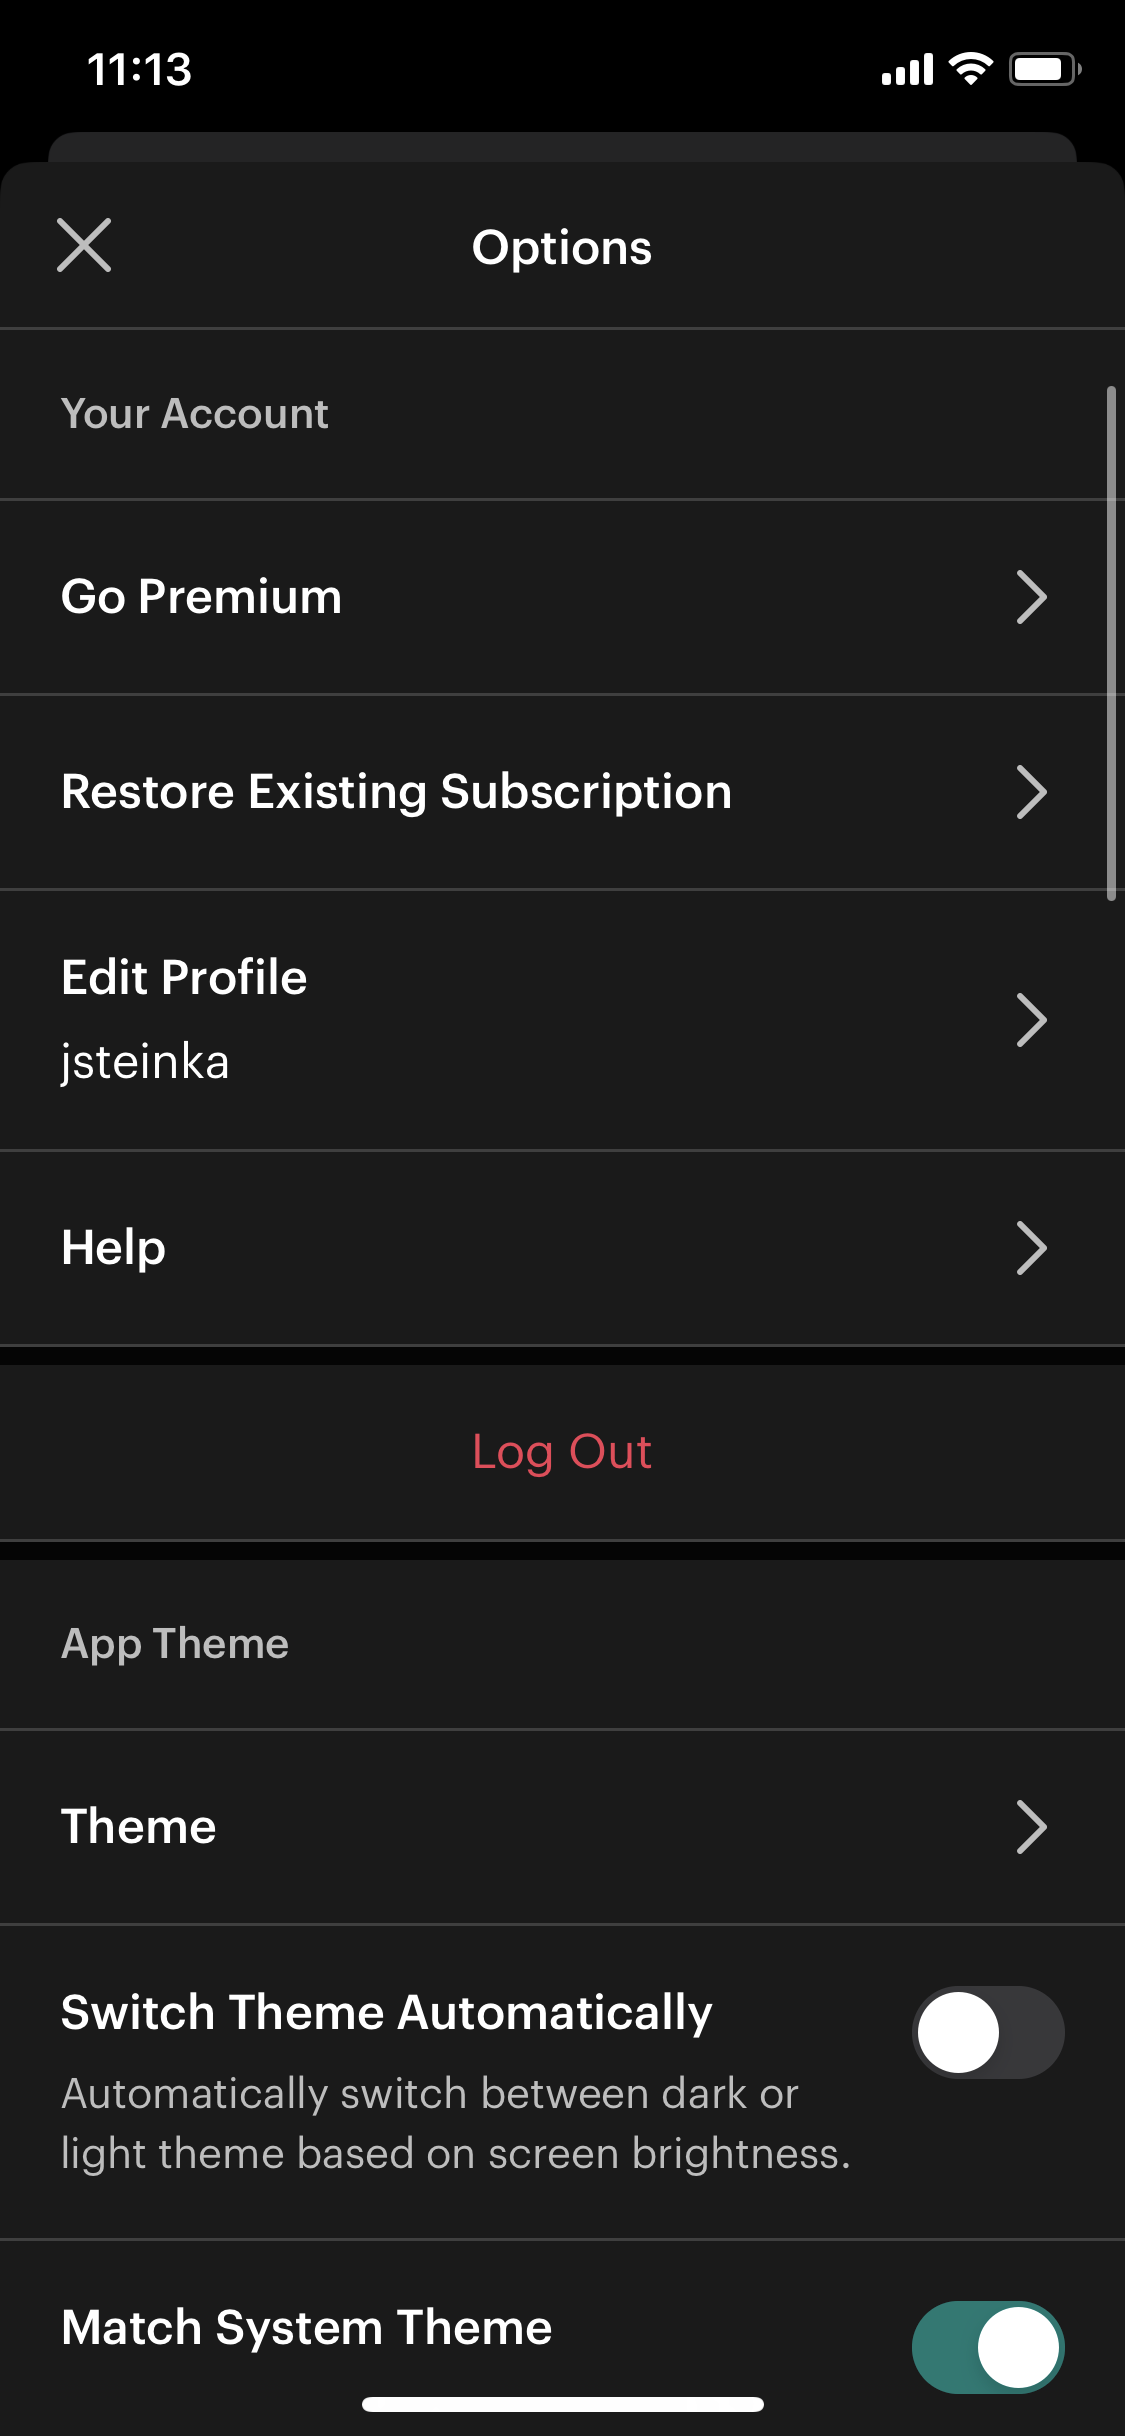 11:13
Options
Your Account
Go Premium
Restore Existing Subscription
Edit Profile
jsteinka
Help
Log Out
App Theme
Theme
Switch Theme Automatically
Automatically switch between dark or
light theme based on screen brightness.
Match System Theme